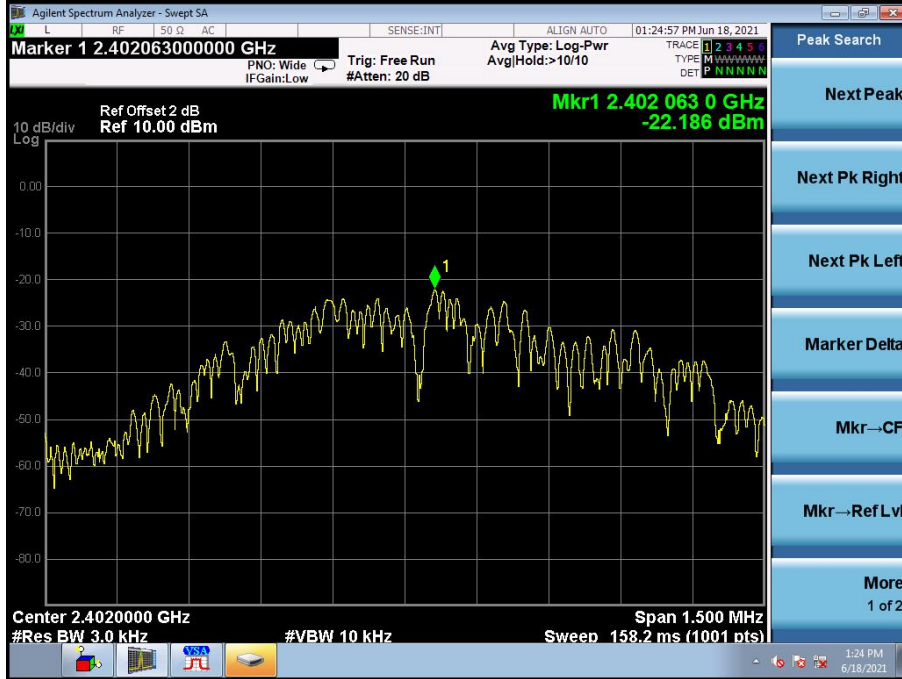 Agilent Spectrum Analyzer - Swept SA
LXI L RF 50 Ω AC SENSE:INT ALIGN AUTO 01:24:57 PM Jun 18, 2021
Marker 1 2.402063000000 GHz
PNO: Wide
IFGain:Low
Trig: Free Run
#Atten: 20 dB
Avg Type: Log-Pwr
Avg|Hold:>10/10
TRACE 1 2 3 4 5 6
TYPE M WWWWW
DET P N N N N N
Peak Search
Mkr1 2.402 063 0 GHz
-22.186 dBm
Ref Offset 2 dB
10 dB/div Ref 10.00 dBm
Log
0.00
-10.0
-20.0
-30.0
-40.0
-50.0
-60.0
-70.0
-80.0
1
Next Peak
Next Pk Right
Next Pk Left
Marker Delta
Mkr→CF
Mkr→Ref Lvl
More
1 of 2
Center 2.4020000 GHz Span 1.500 MHz
#Res BW 3.0 kHz #VBW 10 kHz Sweep 158.2 ms (1001 pts)
VSA
1:24 PM
6/18/2021